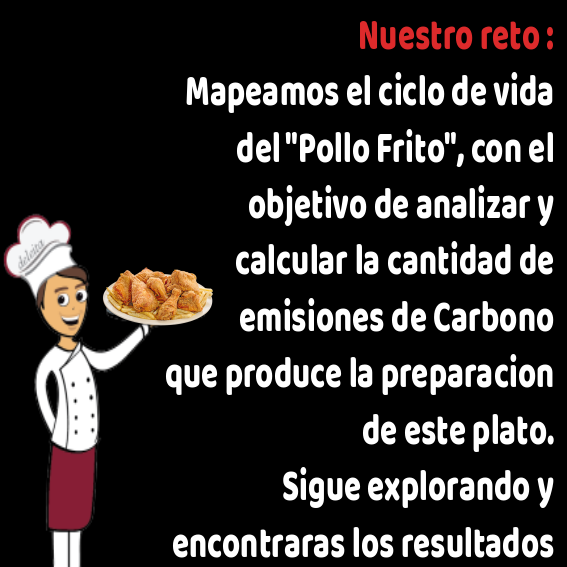 Nuestro reto :
Mapeamos el ciclo de vida
del "Pollo Frito", con el
objetivo de analizar y
calcular la cantidad de
emisiones de Carbono
que produce la preparacion
de este plato.
Sigue explorando y
encontraras los resultados
deleita